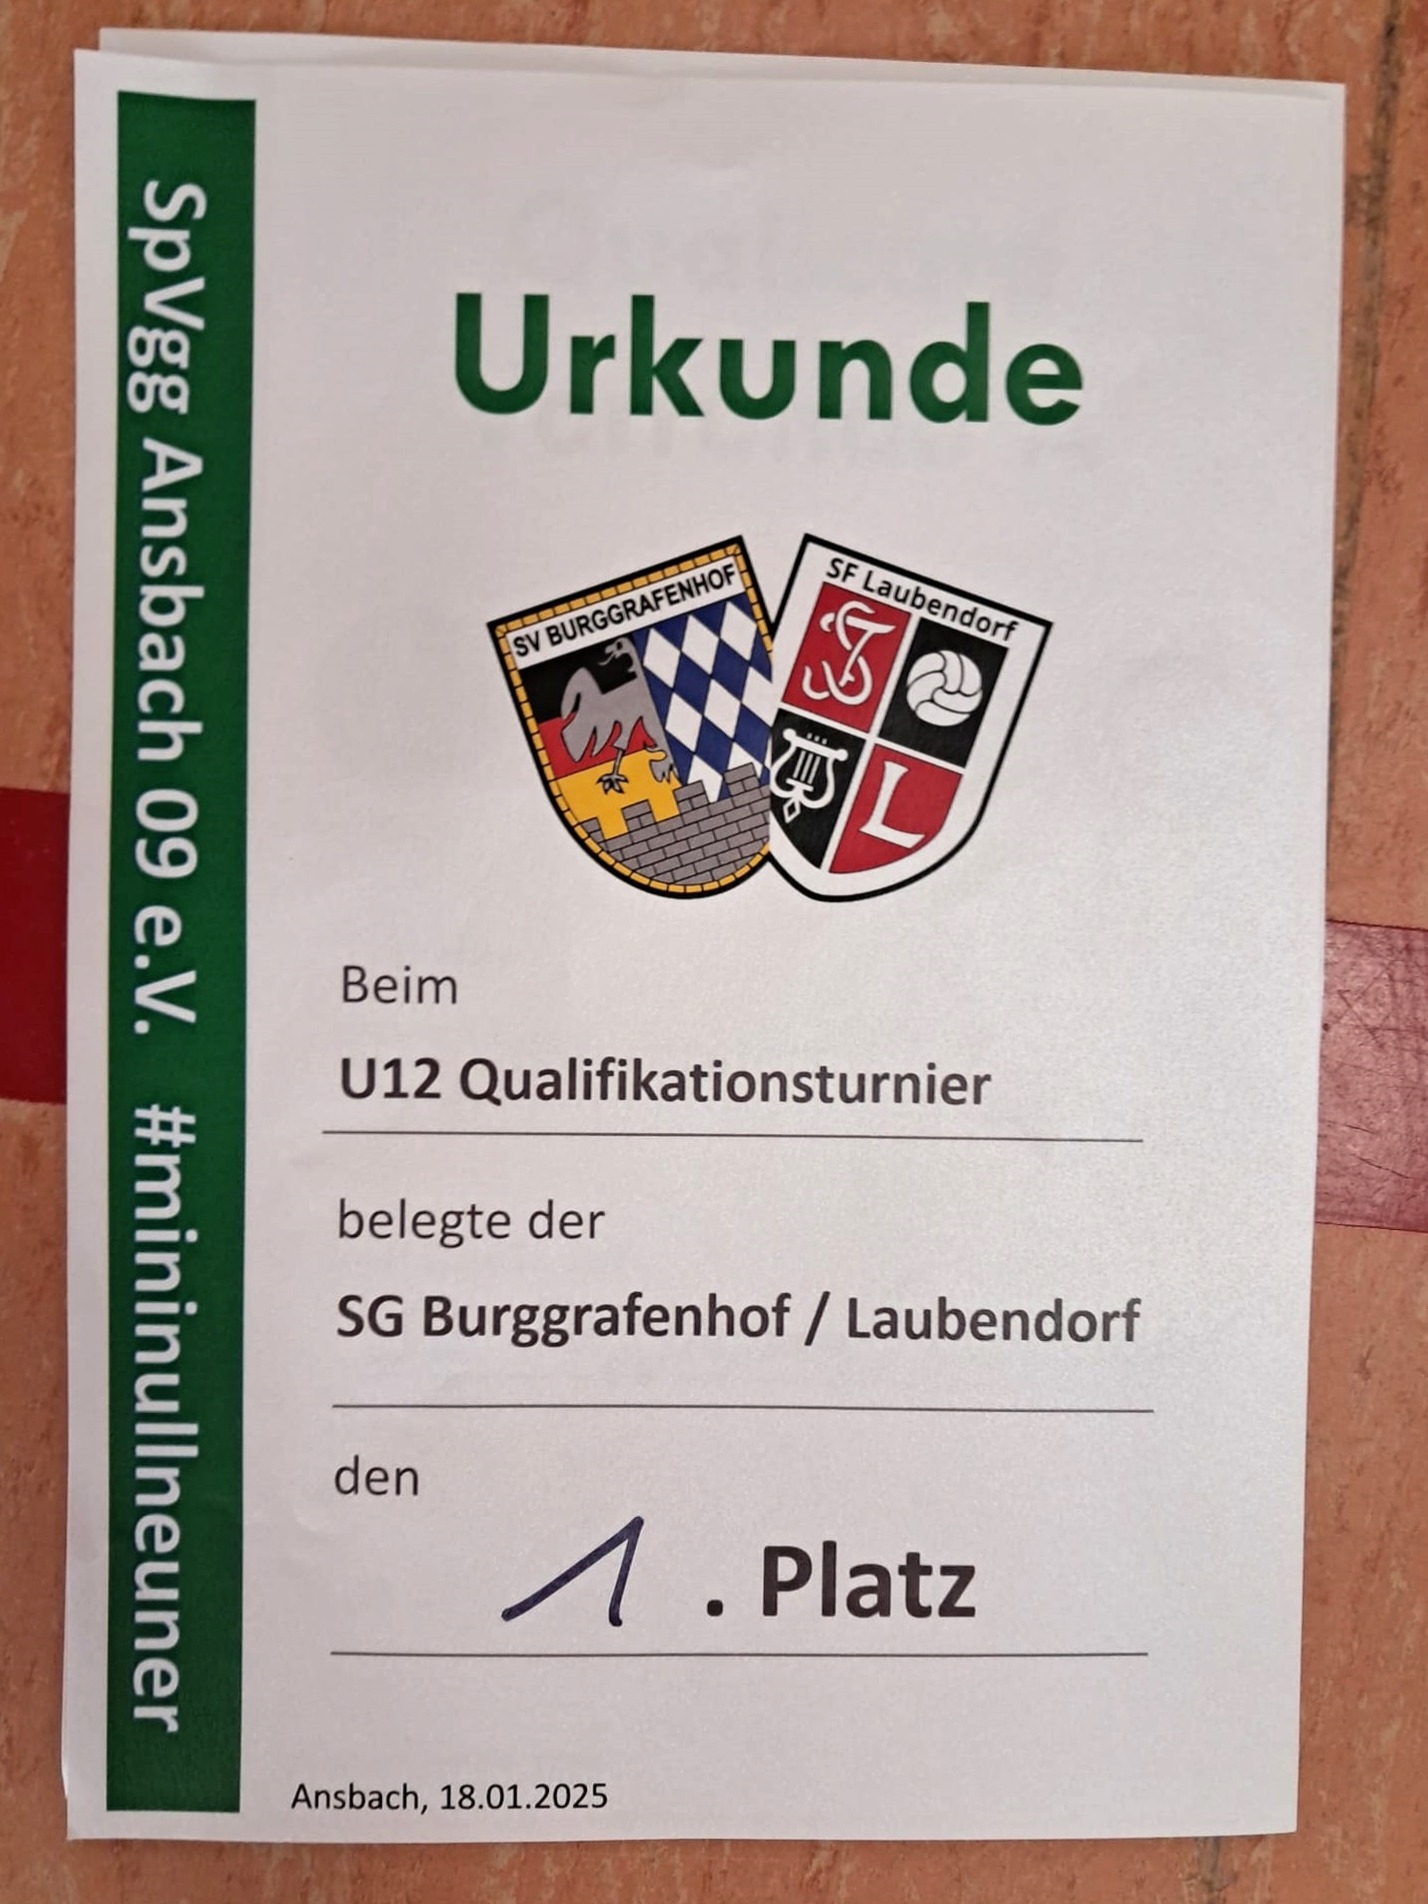 SpVgg Ansbach 09 e.V. #mininullneuner
Urkunde
SV BURGGRAFENHOF
SF Laubendorf
L
Beim
U12 Qualifikationsturnier
belegte der
SG Burggrafenhof / Laubendorf
den
1 . Platz
Ansbach, 18.01.2025